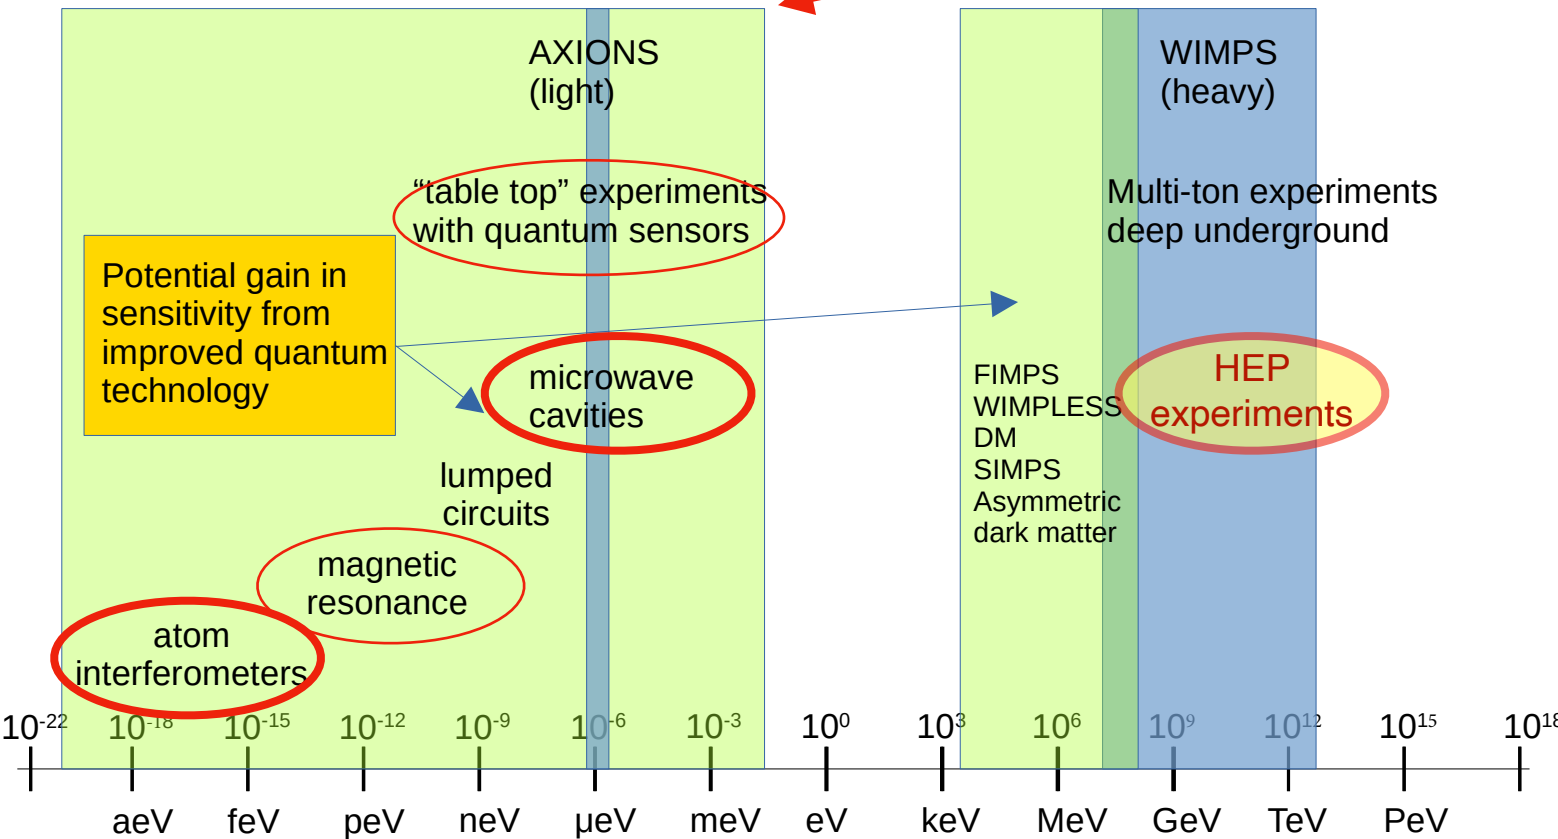 AXIONS
(light)
WIMPS
(heavy)
“table top” experiments
with quantum sensors
Multi-ton experiments
deep underground
Potential gain in
sensitivity from
improved quantum
technology
microwave
cavities
FIMPS
WIMPLESS
DM
SIMPS
Asymmetric
dark matter
HEP
experiments
lumped
circuits
magnetic
resonance
atom
interferometers
10⁻²² 10⁻¹⁸ 10⁻¹⁵ 10⁻¹² 10⁻⁹ 10⁻⁶ 10⁻³ 10⁰ 10³ 10⁶ 10⁹ 10¹² 10¹⁵ 10¹⁸
aeV feV peV neV μeV meV eV keV MeV GeV TeV PeV